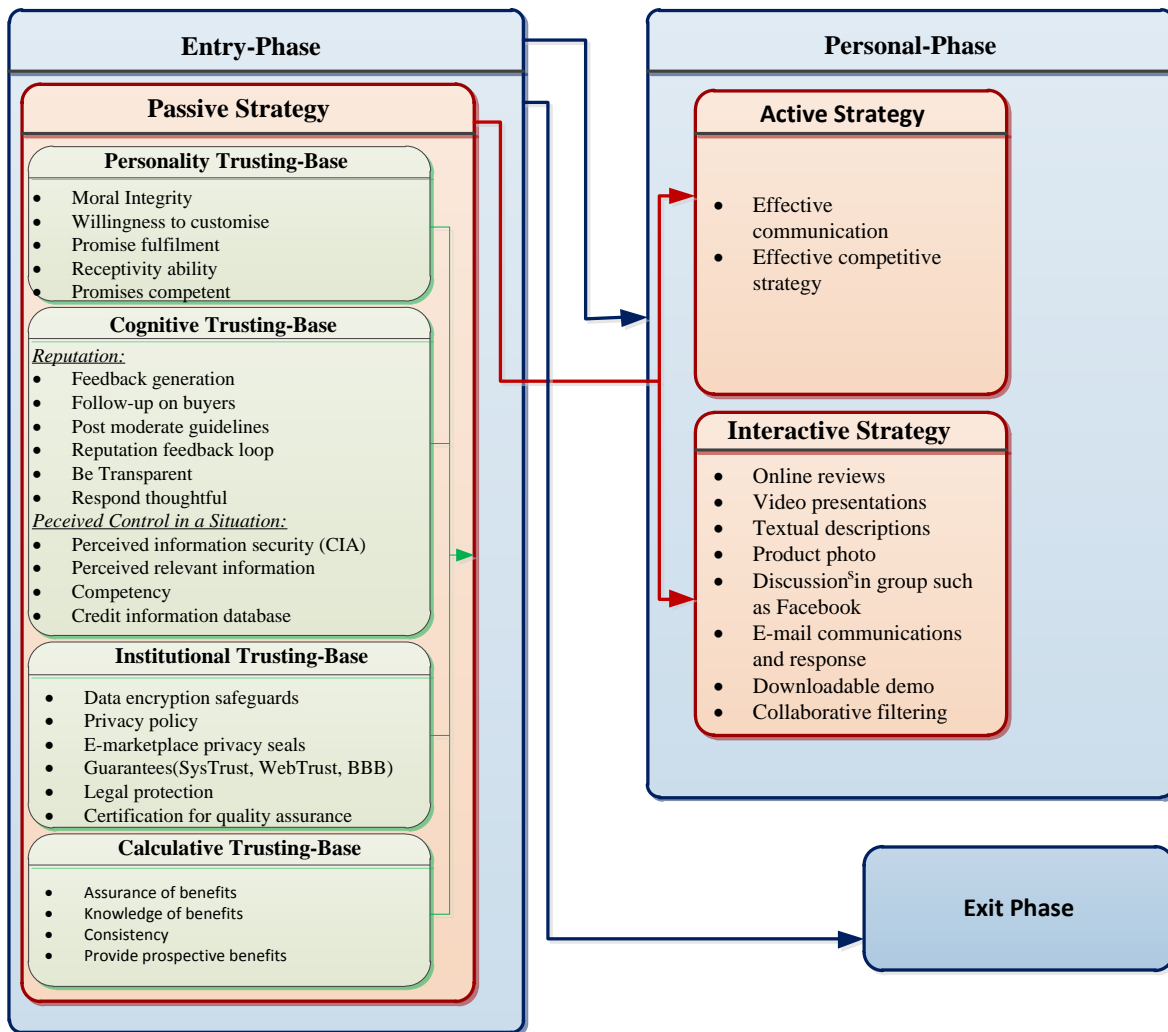 Entry-Phase
Passive Strategy
Personality Trusting-Base
• Moral Integrity
• Willingness to customise
• Promise fulfilment
• Receptivity ability
• Promises competent
Cognitive Trusting-Base
Reputation:
• Feedback generation
• Follow-up on buyers
• Post moderate guidelines
• Reputation feedback loop
• Be Transparent
• Respond thoughtful
Perceived Control in a Situation:
• Perceived information security (CIA)
• Perceived relevant information
• Competency
• Credit information database
Institutional Trusting-Base
• Data encryption safeguards
• Privacy policy
• E-marketplace privacy seals
• Guarantees(SysTrust, WebTrust, BBB)
• Legal protection
• Certification for quality assurance
Calculative Trusting-Base
• Assurance of benefits
• Knowledge of benefits
• Consistency
• Provide prospective benefits
Personal-Phase
Active Strategy
• Effective
communication
• Effective competitive
strategy
Interactive Strategy
• Online reviews
• Video presentations
• Textual descriptions
• Product photo
• Discussions in group such
as Facebook
• E-mail communications
and response
• Downloadable demo
• Collaborative filtering
Exit Phase